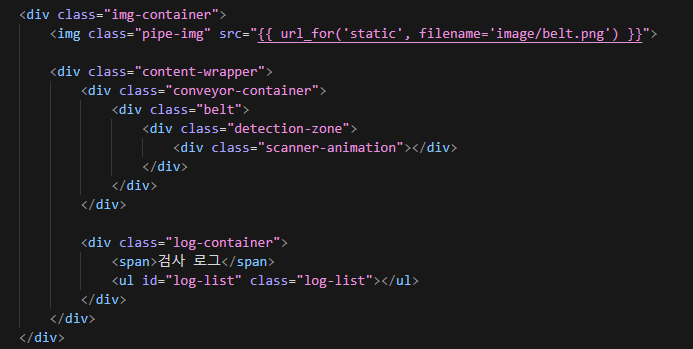 <div class="img-container">
<img class="pipe-img" src="{{ url_for('static', filename='image/belt.png') }}">
<div class="content-wrapper">
<div class="conveyor-container">
<div class="belt">
<div class="detection-zone">
<div class="scanner-animation"></div>
</div>
</div>
</div>
<div class="log-container">
<span>검사 로그</span>
<ul id="log-list" class="log-list"></ul>
</div>
</div>
</div>